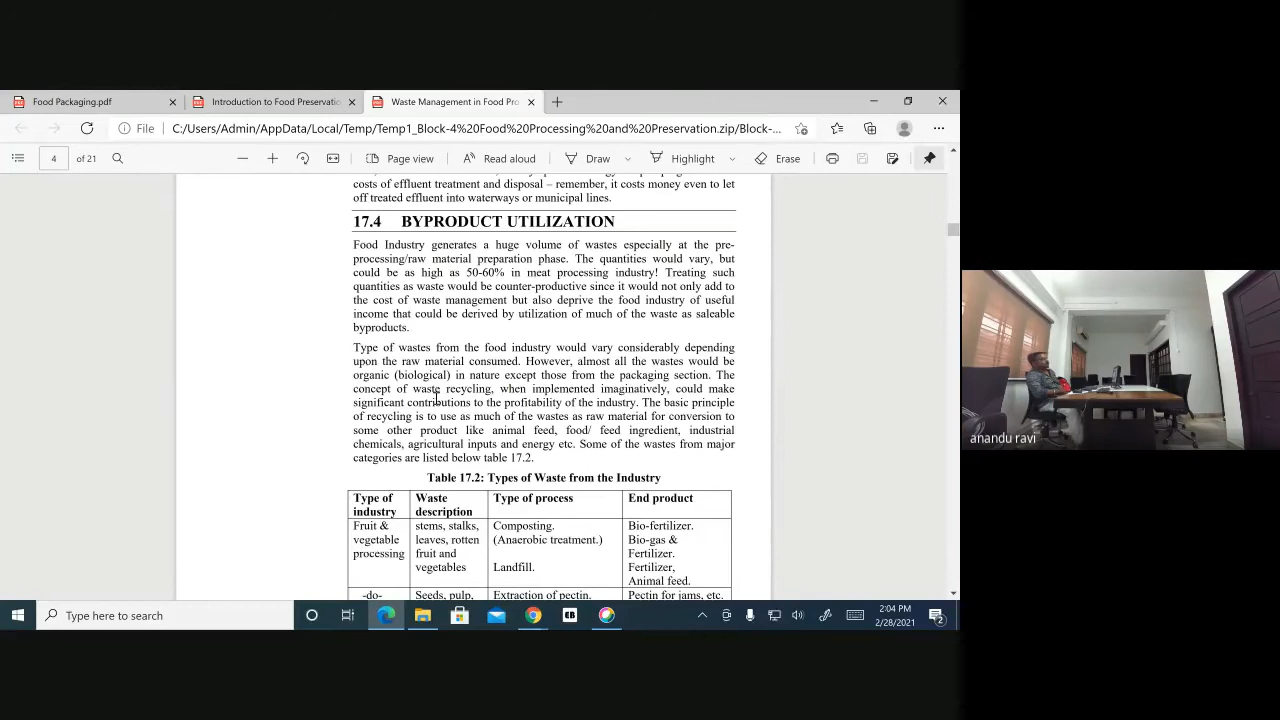 Food Packaging.pdf
Introduction to Food Preservatio
Waste Management in Food Pro
File
C:/Users/Admin/AppData/Local/Temp/Temp1_Block-4%20Food%20Processing%20and%20Preservation.zip/Block-...
4 of 21
Page view
Read aloud
Draw
Highlight
Erase
costs of effluent treatment and disposal – remember, it costs money even to let
off treated effluent into waterways or municipal lines.
17.4 BYPRODUCT UTILIZATION
Food Industry generates a huge volume of wastes especially at the pre-
processing/raw material preparation phase. The quantities would vary, but
could be as high as 50-60% in meat processing industry! Treating such
quantities as waste would be counter-productive since it would not only add to
the cost of waste management but also deprive the food industry of useful
income that could be derived by utilization of much of the waste as saleable
byproducts.
Type of wastes from the food industry would vary considerably depending
upon the raw material consumed. However, almost all the wastes would be
organic (biological) in nature except those from the packaging section. The
concept of waste recycling, when implemented imaginatively, could make
significant contributions to the profitability of the industry. The basic principle
of recycling is to use as much of the wastes as raw material for conversion to
some other product like animal feed, food/ feed ingredient, industrial
chemicals, agricultural inputs and energy etc. Some of the wastes from major
categories are listed below table 17.2.
Table 17.2: Types of Waste from the Industry
Type of industry Waste description Type of process End product
Fruit & vegetable processing
stems, stalks, leaves, rotten fruit and vegetables
Composting.
(Anaerobic treatment.)
Landfill.
Bio-fertilizer.
Bio-gas &
Fertilizer.
Fertilizer,
Animal feed.
-do- Seeds, pulp, Extraction of pectin. Pectin for jams, etc.
Type here to search
2:04 PM
2/28/2021
2
anandu ravi